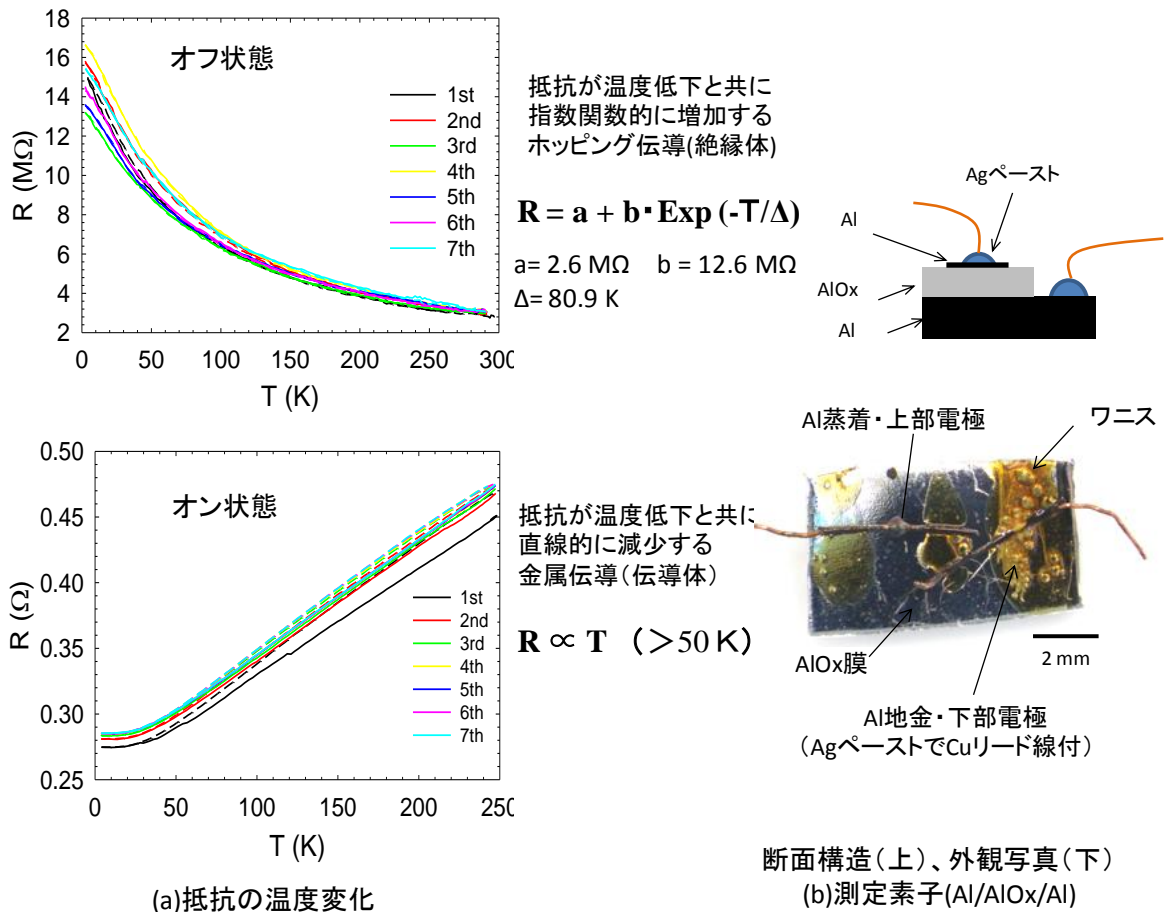 18
16
14
12
10
8
6
4
2
R (MΩ)
オフ状態
1st
2nd
3rd
4th
5th
6th
7th
0 50 100 150 200 250 300
T (K)
抵抗が温度低下と共に
指数関数的に増加する
ホッピング伝導(絶縁体)
R = a + b・Exp (-T/Δ)
a= 2.6 MΩ b = 12.6 MΩ
Δ= 80.9 K
Agペースト
Al
AlOx
Al
0.50
0.45
0.40
0.35
0.30
0.25
R (Ω)
オン状態
1st
2nd
3rd
4th
5th
6th
7th
0 50 100 150 200 250
T (K)
抵抗が温度低下と共に
直線的に減少する
金属伝導(伝導体)
R ∝ T (>50 K)
Al蒸着・上部電極
ワニス
AlOx膜
2 mm
Al地金・下部電極
(AgペーストでCuリード線付)
(a)抵抗の温度変化
断面構造(上)、外観写真(下)
(b)測定素子(Al/AlOx/Al)